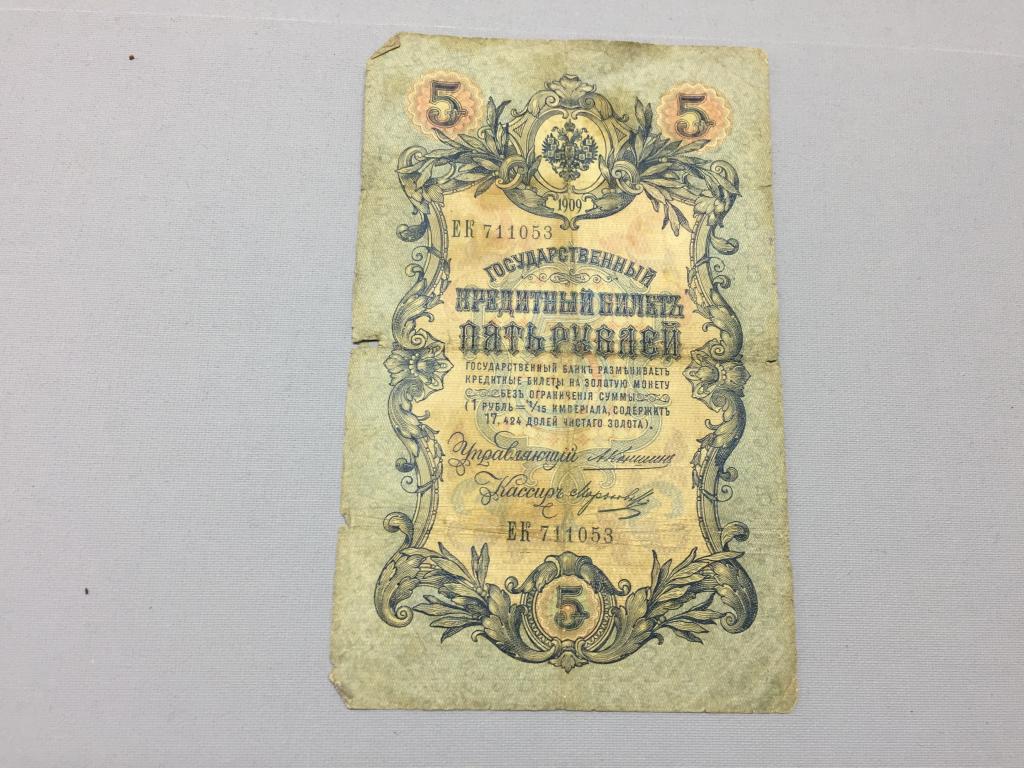 5 5
1909
ЕК 711053
ГОСУДАРСТВЕННЫЙ
КРЕДИТНЫЙ БИЛЕТЪ
ПЯТЬ РУБЛЕЙ
ГОСУДАРСТВЕННЫЙ БАНКЪ РАЗМѢНИВАЕТЪ
КРЕДИТНЫЕ БИЛЕТЫ НА ЗОЛОТУЮ МОНЕТУ
БЕЗЪ ОГРАНИЧЕНІЯ СУММЫ
(1 РУБЛЬ = 1/15 ИМПЕРІАЛА, СОДЕРЖИТЪ
17,424 ДОЛЕЙ ЧИСТАГО ЗОЛОТА).
Управляющій АКоншинъ
Кассиръ
ЕК 711053
5